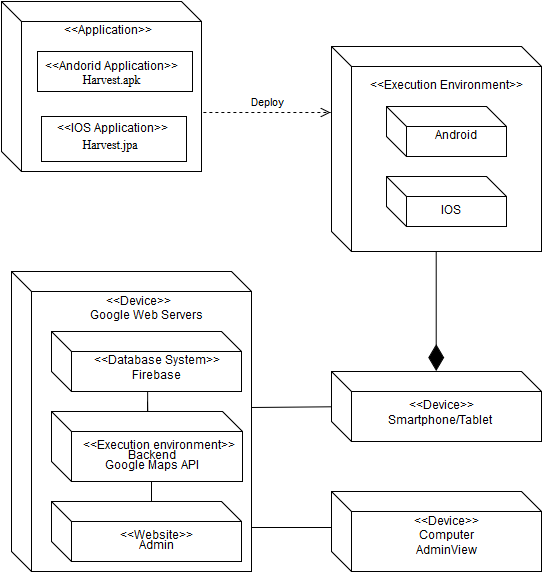 <<Application>>
<<Andorid Application>>
Harvest.apk
<<IOS Application>>
Harvest.jpa
Deploy
<<Execution Environment>>
Android
IOS
<<Device>>
Google Web Servers
<<Database System>>
Firebase
<<Execution environment>>
Backend
Google Maps API
<<Website>>
Admin
<<Device>>
Smartphone/Tablet
<<Device>>
Computer
AdminView